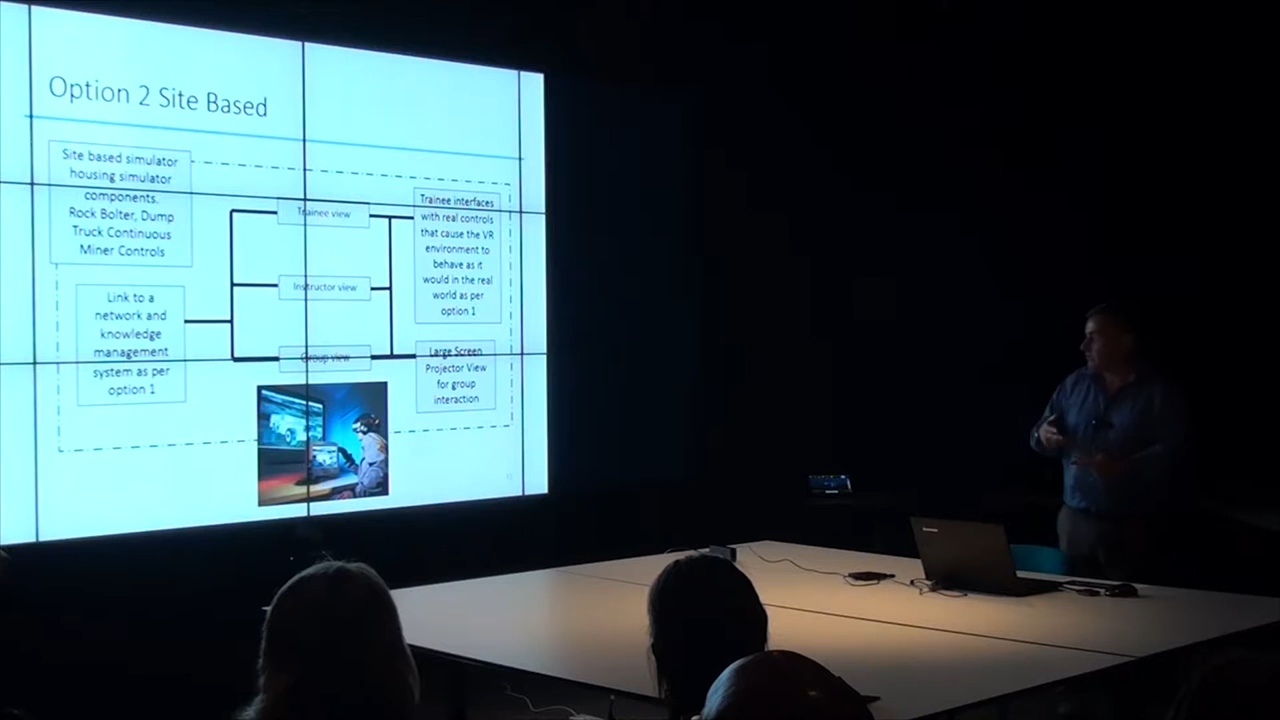 Option 2 Site Based
Site based simulator
housing simulator
components.
Rock Bolter, Dump
Truck Continuous
Miner Controls
Link to a
network and
knowledge
management
system as per
option 1
Trainee view
Instructor view
Group view
Trainee interfaces
with real controls
that cause the VR
environment to
behave as it
would in the real
world as per
option 1
Large Screen
Projector View
for group
interaction